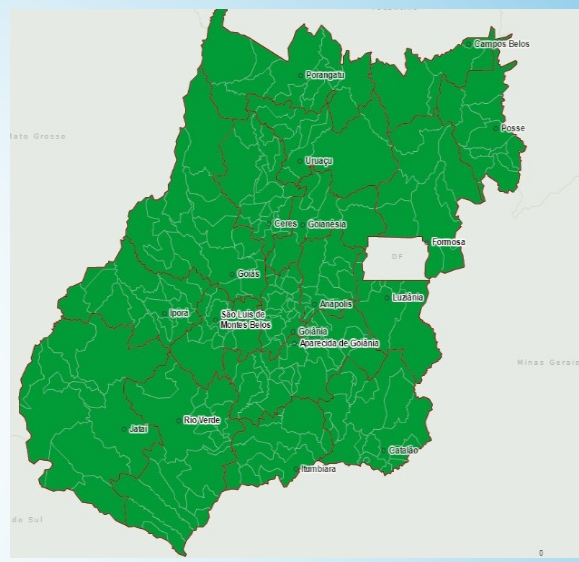 Campos Belos
Porangatu
Posse
ato Grosso
Uruaçu
Ceres
Goianésia
Formosa
DF
Goiás
Luziânia
Anápolis
Iporá
São Luís de
Montes Belos
Goiânia
Aparecida de Goiânia
Minas Gerais
Rio Verde
Jataí
Catalão
Itumbiara
do Sul
0